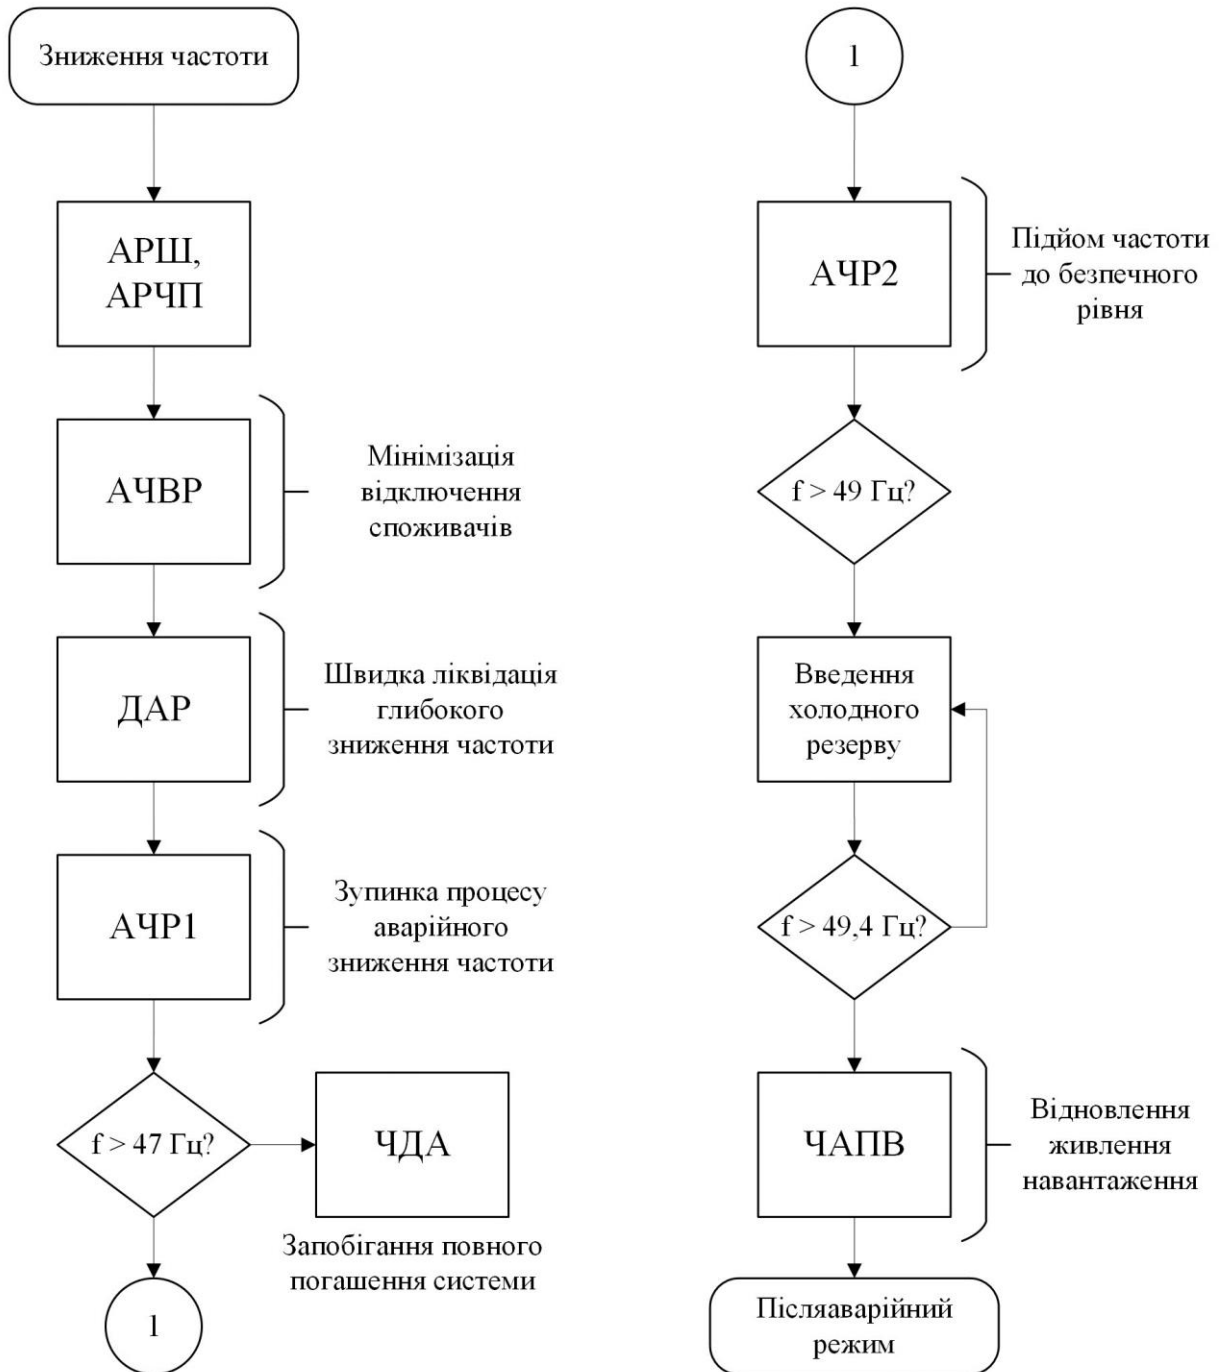 Зниження частоти
АРШ,
АРЧП
АЧВР
Мінімізація
відключення
споживачів
ДАР
Швидка ліквідація
глибокого
зниження частоти
АЧР1
Зупинка процесу
аварійного
зниження частоти
f > 47 Гц?
ЧДА
Запобігання повного
погашення системи
1
1
АЧР2
Підйом частоти
до безпечного
рівня
f > 49 Гц?
Введення
холодного
резерву
f > 49,4 Гц?
ЧАПВ
Відновлення
живлення
навантаження
Післяаварійний
режим